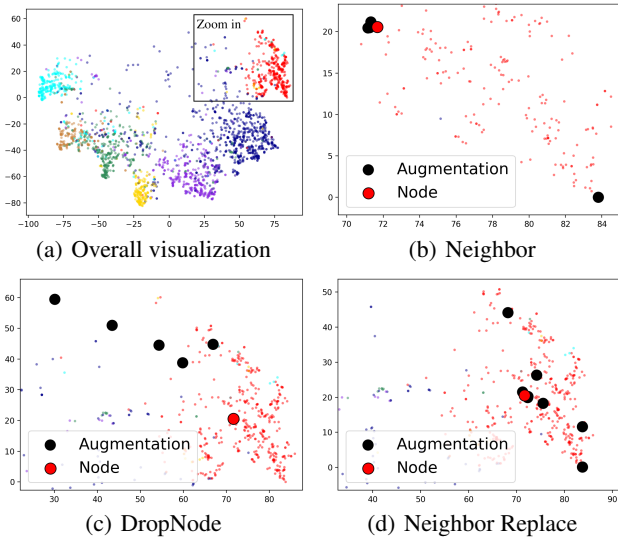 Zoom in
60
40
20
0
−20
−40
−60
−80
−100 −75 −50 −25 0 25 50 75
(a) Overall visualization
20
15
10
5
0
Augmentation
Node
70 72 74 76 78 80 82 84
(b) Neighbor
60
50
40
30
20
10
0
Augmentation
Node
30 40 50 60 70 80
(c) DropNode
50
40
30
20
10
0
Augmentation
Node
40 50 60 70 80 90
(d) Neighbor Replace